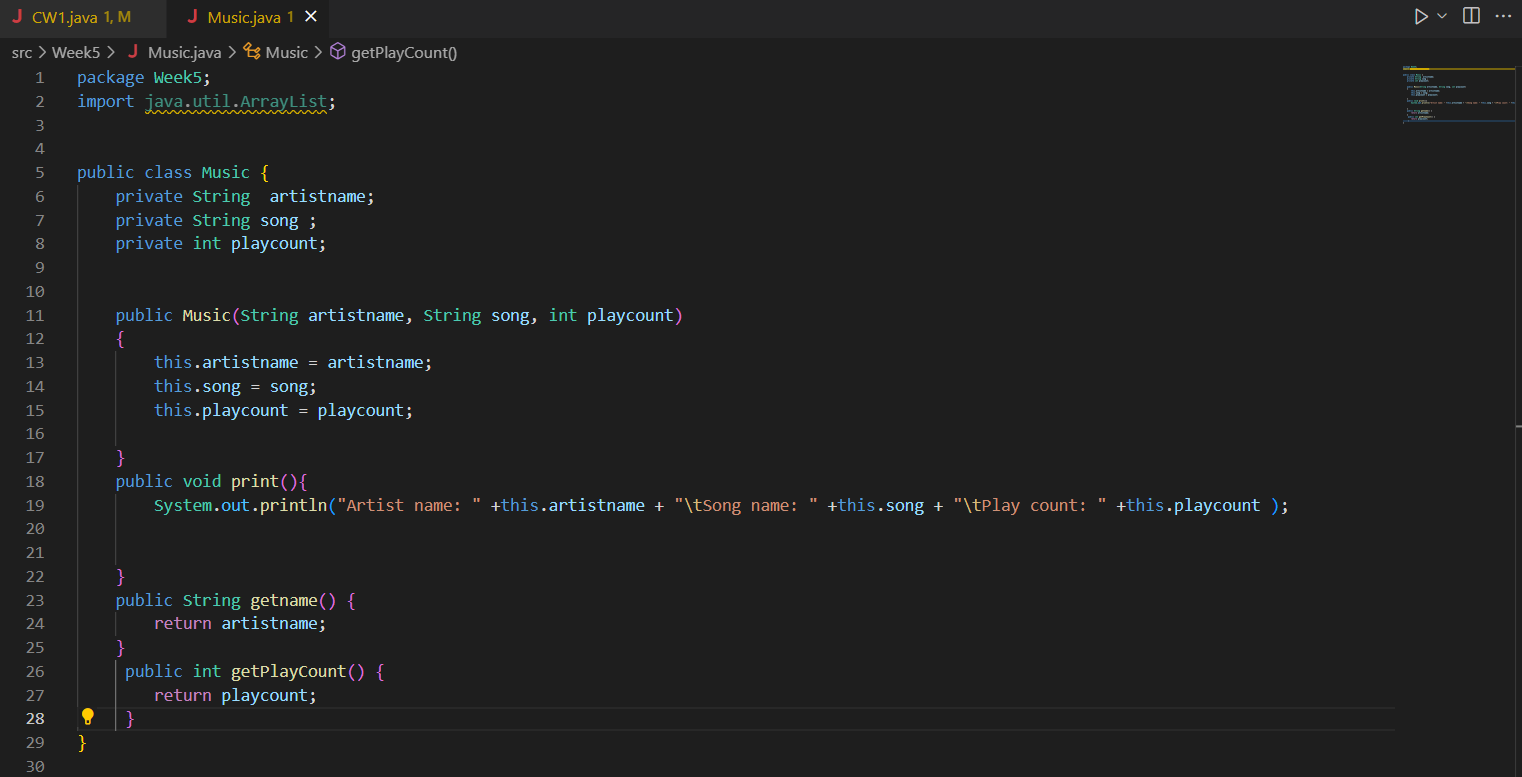 J CW1.java 1, M J Music.java 1
src > Week5 > J Music.java > Music > getPlayCount()
1 package Week5;
2 import java.util.ArrayList;
3
4
5 public class Music {
6 private String  artistname;
7 private String song ;
8 private int playcount;
9
10
11 public Music(String artistname, String song, int playcount)
12 {
13 this.artistname = artistname;
14 this.song = song;
15 this.playcount = playcount;
16
17 }
18 public void print(){
19 System.out.println("Artist name: " +this.artistname + "\tSong name: " +this.song + "\tPlay count: " +this.playcount );
20
21
22 }
23 public String getname() {
24 return artistname;
25 }
26 public int getPlayCount() {
27 return playcount;
28 }
29 }
30